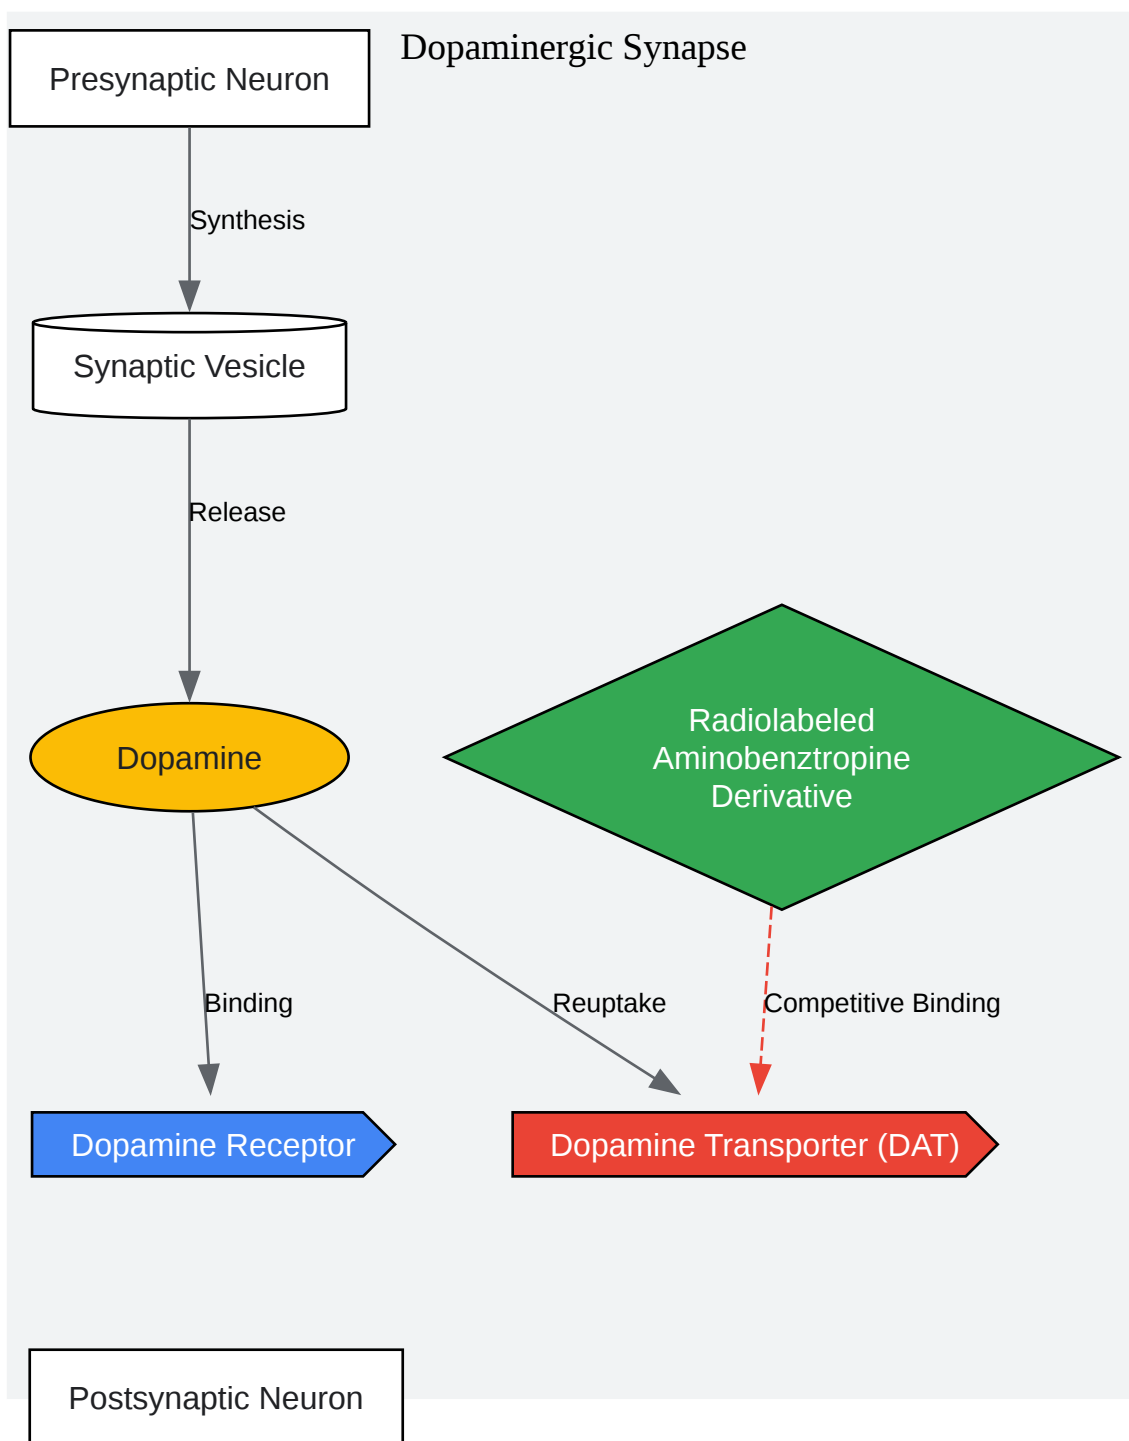 Dopaminergic Synapse
Presynaptic Neuron
Synthesis
Synaptic Vesicle
Release
Dopamine
Radiolabeled
Aminobenztropine
Derivative
Binding
Reuptake
Competitive Binding
Dopamine Receptor
Dopamine Transporter (DAT)
Postsynaptic Neuron